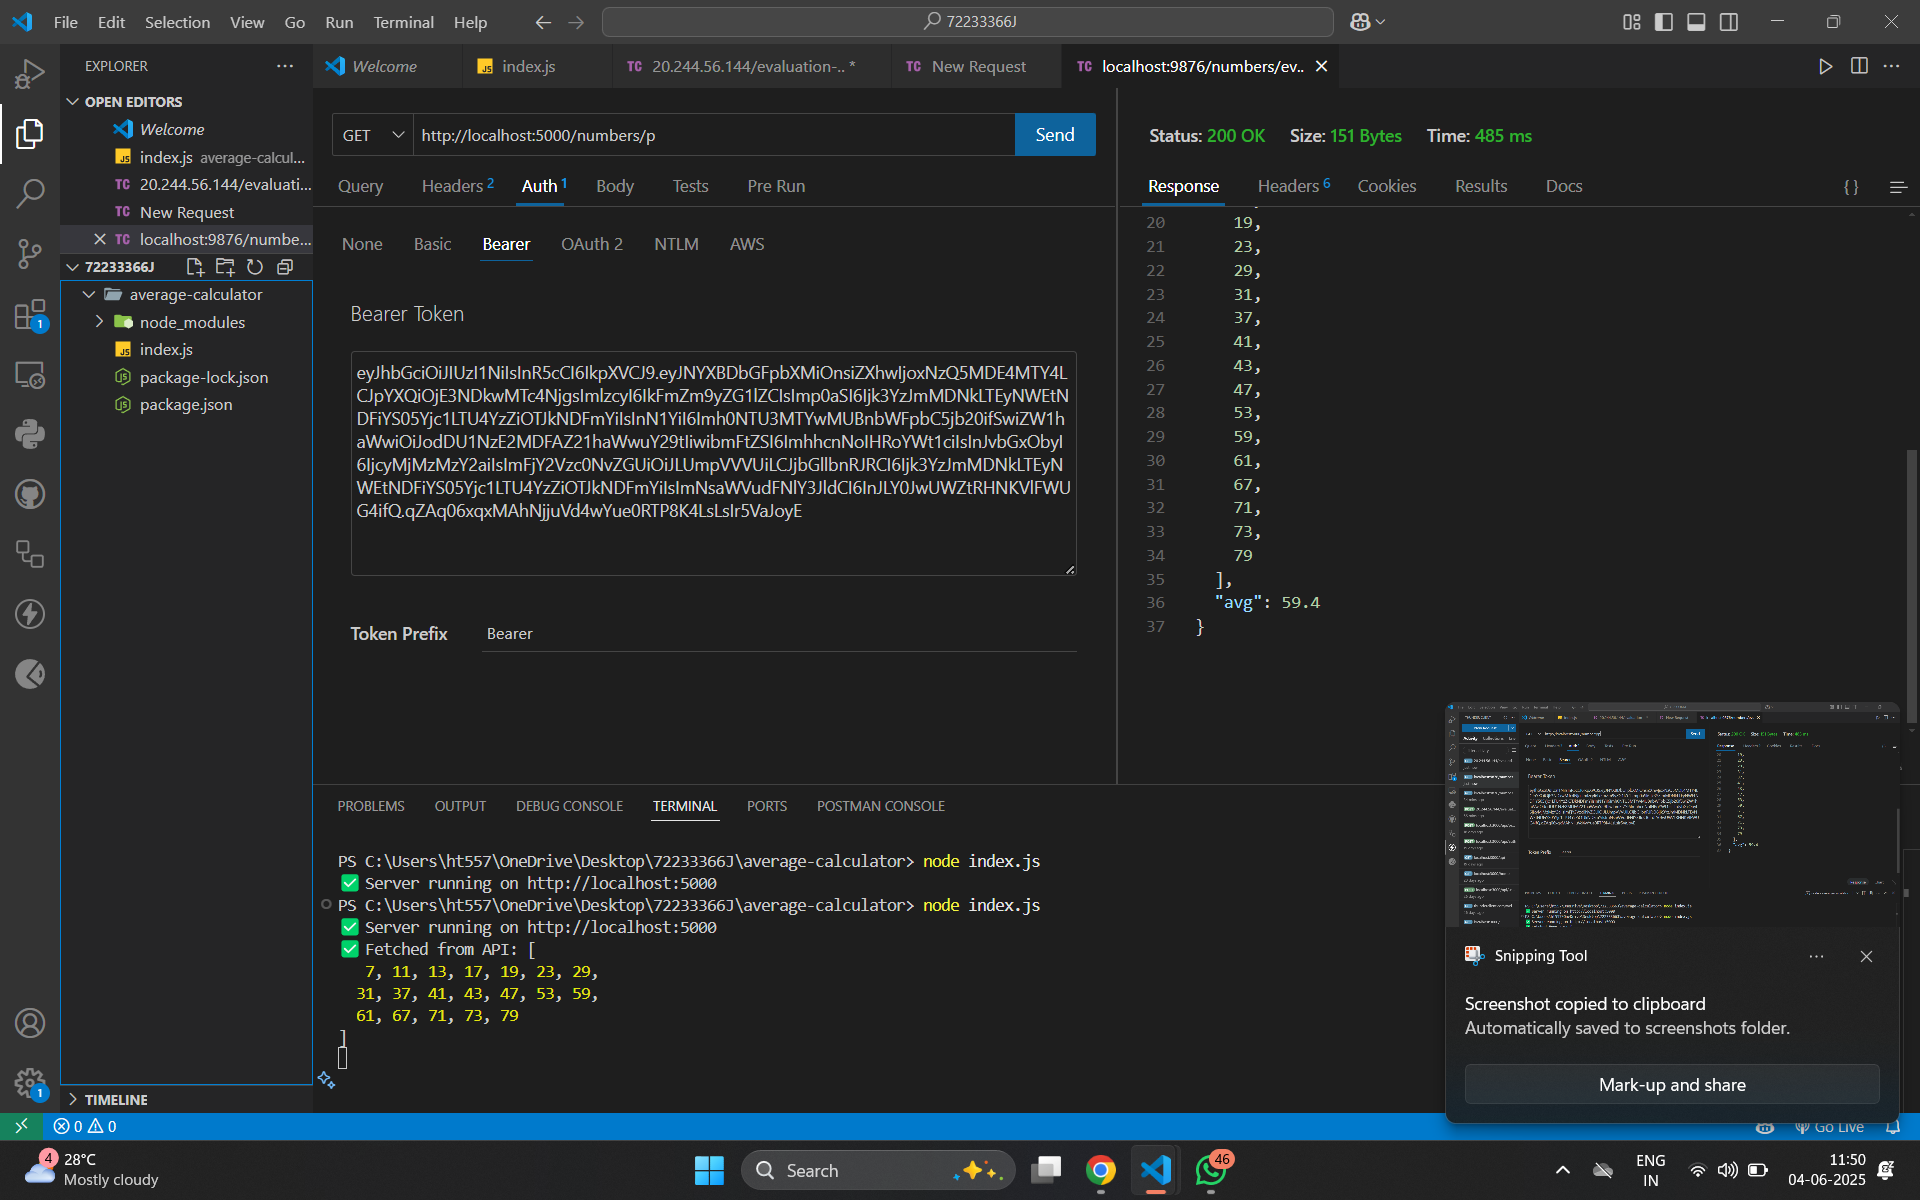 File Edit Selection View Go Run Terminal Help
72233366J
EXPLORER
Welcome
index.js
20.244.56.144/evaluation-.. *
New Request
localhost:9876/numbers/ev..
OPEN EDITORS
Welcome
index.js average-calcul...
20.244.56.144/evaluati...
New Request
localhost:9876/numbe...
72233366J
average-calculator
node_modules
index.js
package-lock.json
package.json
TIMELINE
GET
http://localhost:5000/numbers/p
Send
Query Headers 2 Auth 1 Body Tests Pre Run
None Basic Bearer OAuth 2 NTLM AWS
Bearer Token
Token Prefix Bearer
Status: 200 OK Size: 151 Bytes Time: 485 ms
Response Headers 6 Cookies Results Docs
20 19,
21 23,
22 29,
23 31,
24 37,
25 41,
26 43,
27 47,
28 53,
29 59,
30 61,
31 67,
32 71,
33 73,
34 79
35 ],
36 "avg": 59.4
37 }
PROBLEMS OUTPUT DEBUG CONSOLE TERMINAL PORTS POSTMAN CONSOLE
PS C:\Users\ht557\OneDrive\Desktop\72233366J\average-calculator> node index.js
Server running on http://localhost:5000
PS C:\Users\ht557\OneDrive\Desktop\72233366J\average-calculator> node index.js
Server running on http://localhost:5000
Fetched from API: [
7, 11, 13, 17, 19, 23, 29,
31, 37, 41, 43, 47, 53, 59,
61, 67, 71, 73, 79
]
Snipping Tool
Screenshot copied to clipboard
Automatically saved to screenshots folder.
Mark-up and share
0 0
Go Live
4
28°C
Mostly cloudy
Search
46
ENG
IN
11:50
04-06-2025